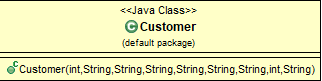 <<Java Class>>
C Customer
(default package)
C Customer(int,String,String,String,String,String,String,int,String)